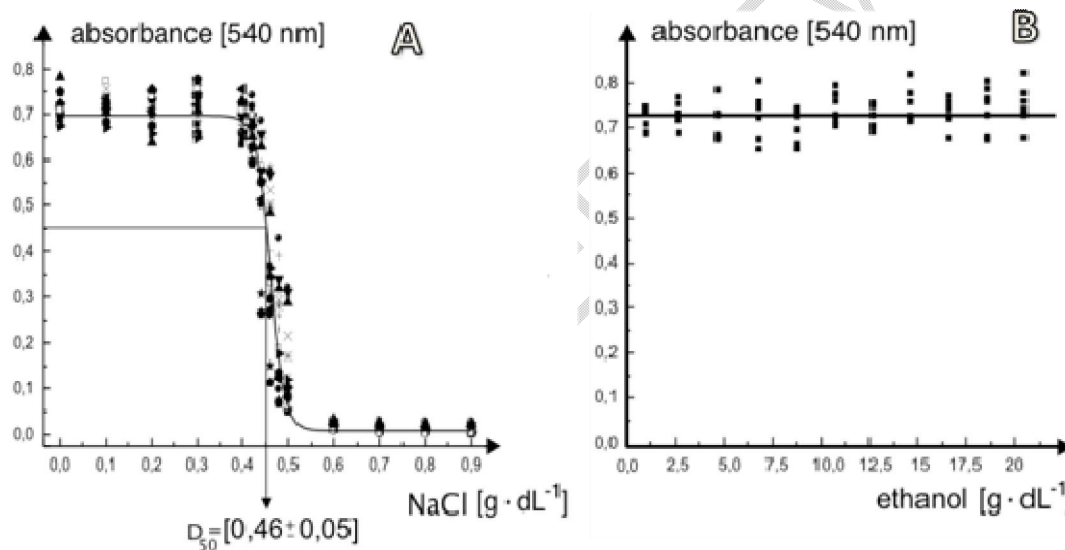 absorbance [540 nm]
A
0,8
0,7
0,6
0,5
0,4
0,3
0,2
0,1
0,0
0,0 0,1 0,2 0,3 0,4 0,5 0,6 0,7 0,8 0,9
NaCl [g · dL-1]
D50=[0,46±0,05]
absorbance [540 nm]
B
0,8
0,7
0,6
0,5
0,4
0,3
0,2
0,1
0,0
0,0 2,5 5,0 7,5 10,0 12,5 15,0 17,5 20
ethanol [g · dL-1]